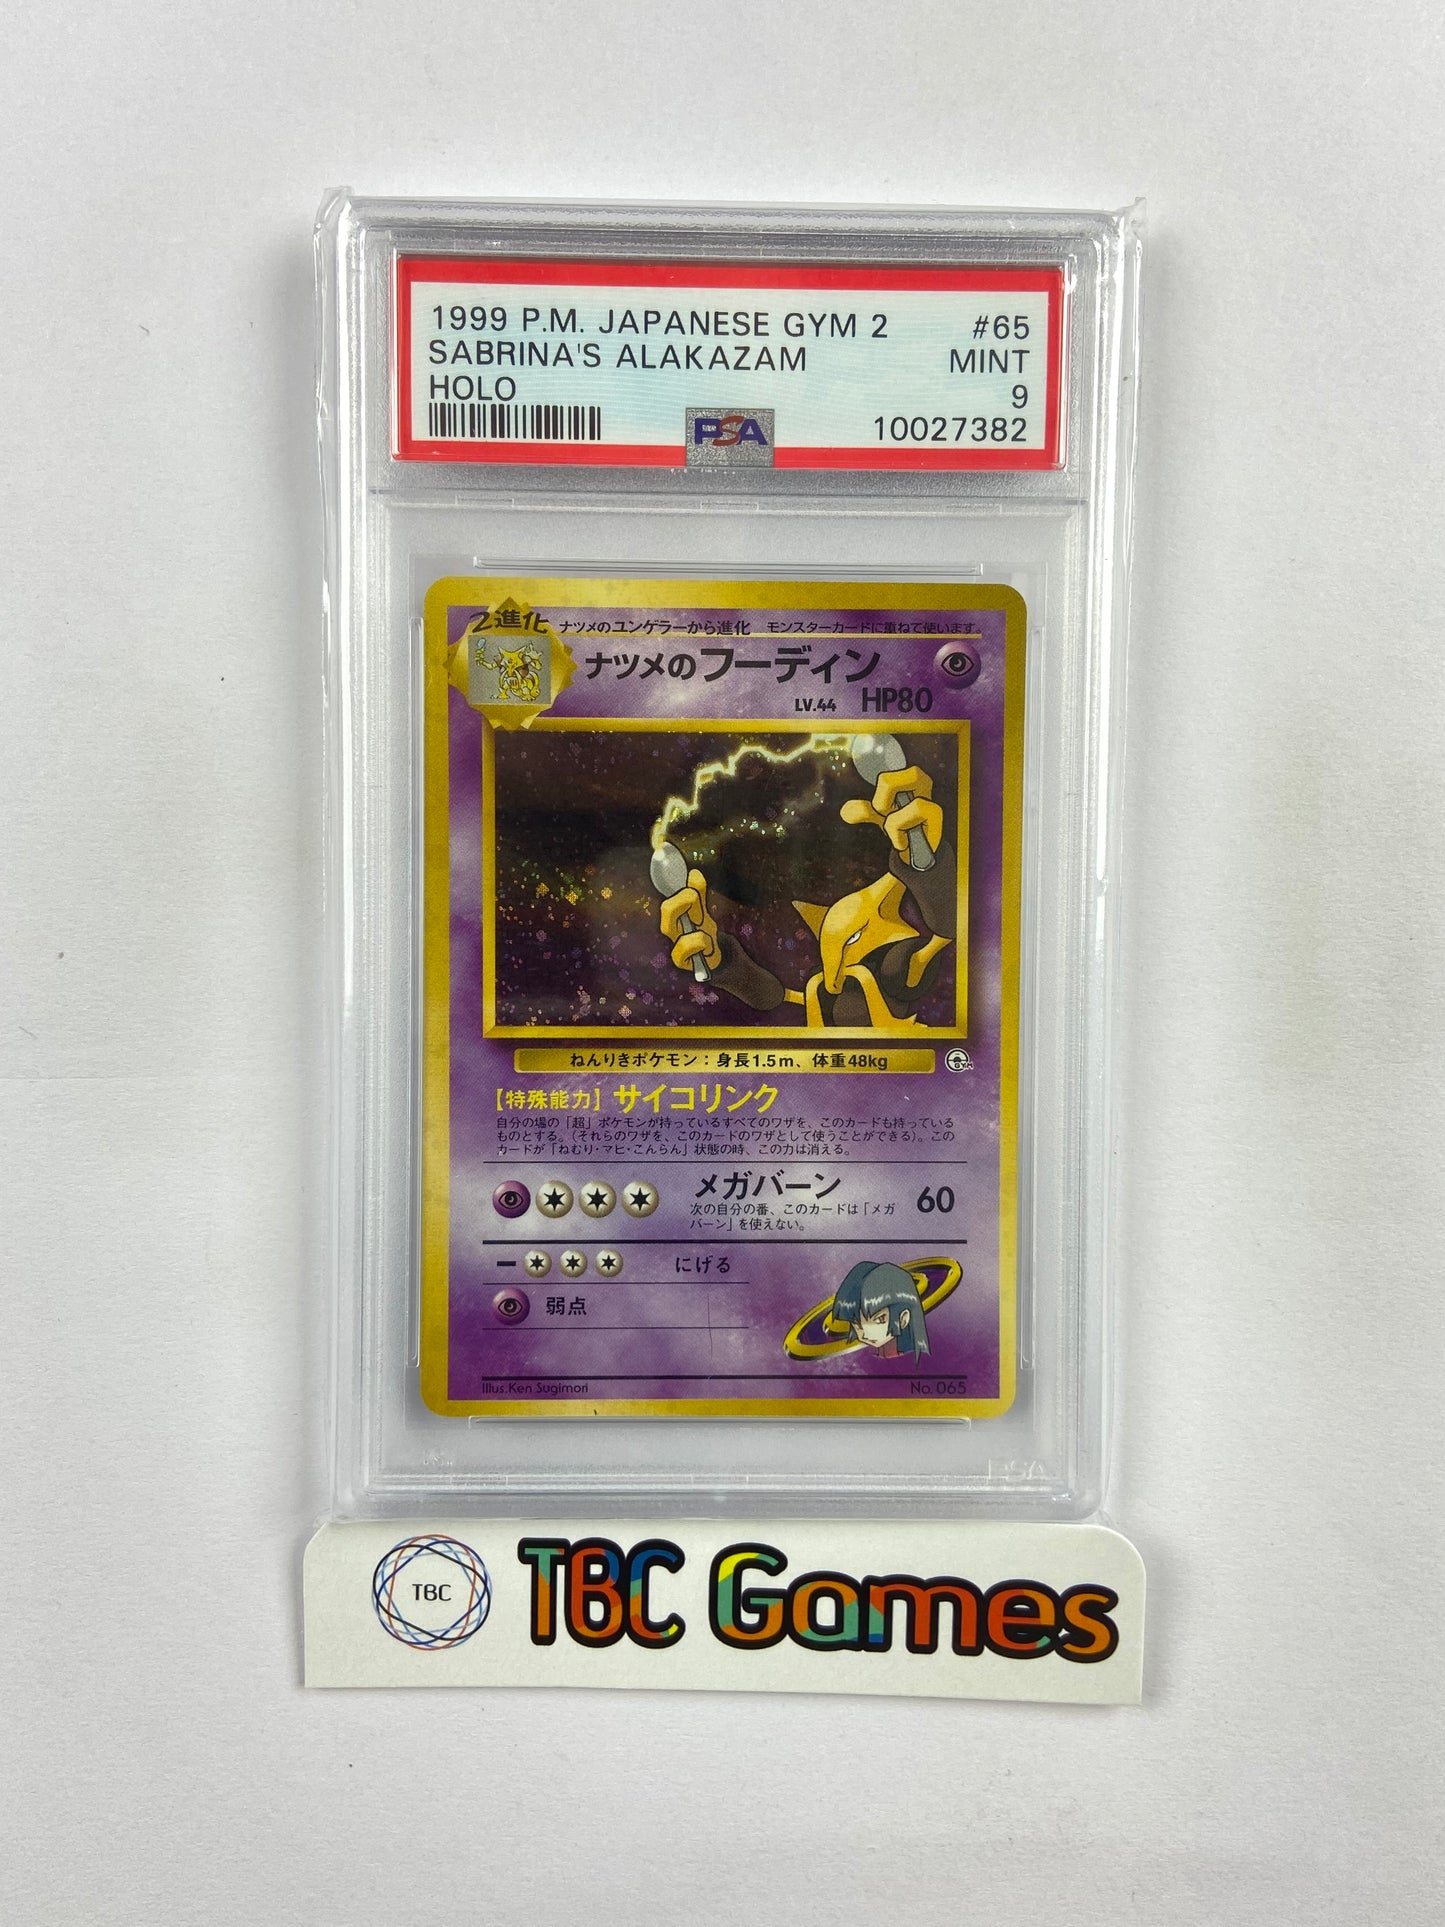 1999 P.M. JAPANESE GYM 2 #65
SABRINA'S ALAKAZAM MINT
HOLO 9
PSA 10027382
2進化 ナツメのユンゲラーから進化 モンスターカードに重ねて使います。
ナツメのフーディン
LV.44 HP80
ねんりきポケモン：身長1.5m、体重48kg
GYM
【特殊能力】サイコリンク
自分の場の「超」ポケモンが持っているすべてのワザを、このカードも持っている
ものとする。（それらのワザを、このカードのワザとして使うことができる）。この
カードが「ねむり・マヒ・こんらん」状態の時、この力は消える。
メガバーン 60
次の自分の番、このカードは「メガ
バーン」を使えない。
にげる
弱点
Illus.Ken Sugimori No.065
PSA
TBC TBC Games